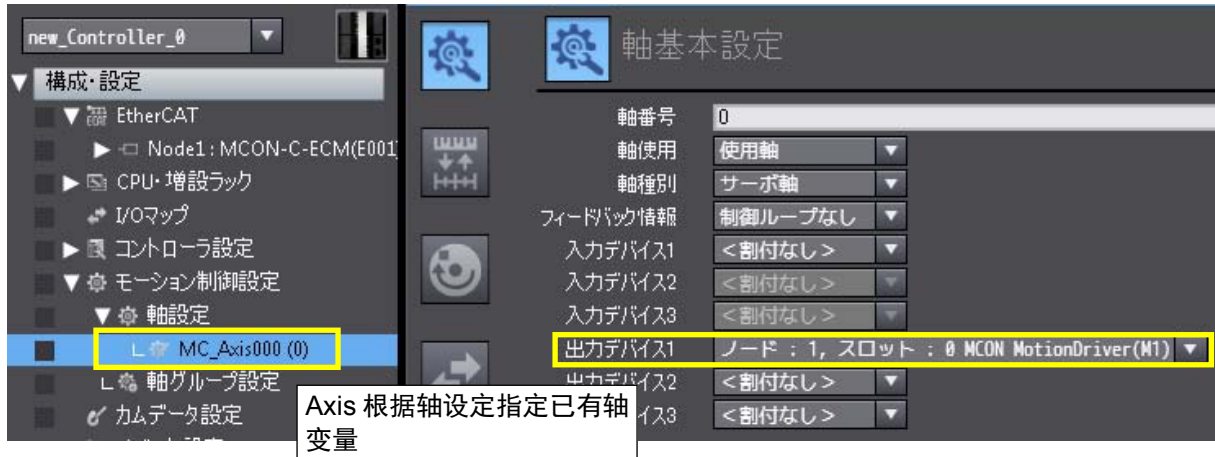 new_Controller_0
構成・設定
EtherCAT
Node1 : MCON-C-ECM(E001
CPU・増設ラック
I/Oマップ
コントローラ設定
モーション制御設定
軸設定
MC_Axis000 (0)
軸グループ設定
カムデータ設定
軸基本設定
軸番号 0
軸使用 使用軸
軸種別 サーボ軸
フィードバック情報 制御ループなし
入力デバイス1 <割付なし>
入力デバイス2 <割付なし>
入力デバイス3 <割付なし>
出力デバイス1 ノード : 1, スロット : 0 MCON MotionDriver(M1)
出力デバイス2 <割付なし>
イス3 <割付なし>
Axis 根据轴设定指定已有轴
变量